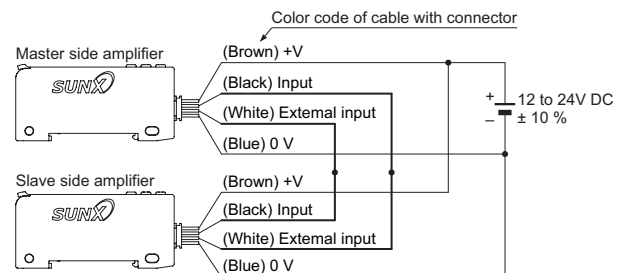 Color code of cable with connector
Master side amplifier
(Brown) +V
SUNX
(Black) Input
(White) Extemal input
+
12 to 24V DC
–
± 10 %
(Blue) 0 V
Slave side amplifier
(Brown) +V
SUNX
(Black) Input
(White) Extemal input
(Blue) 0 V